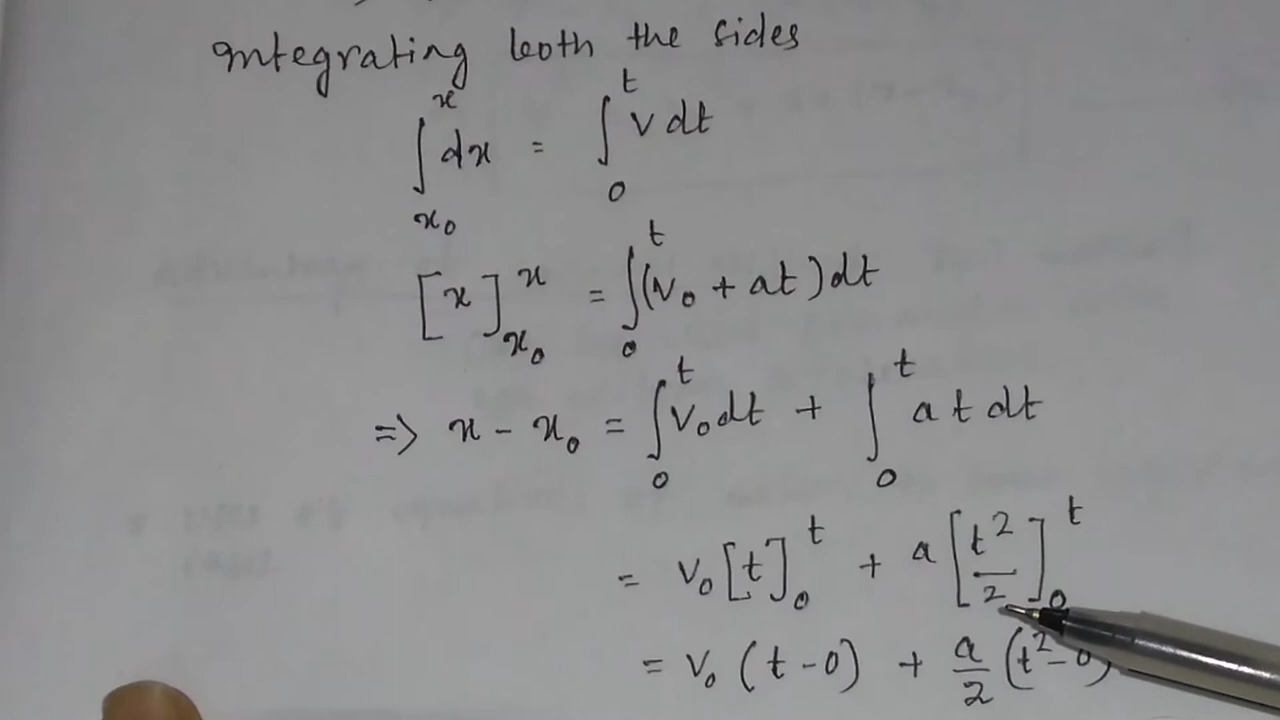 Integrating both the sides
∫_{x₀}^{x} dx = ∫_{0}^{t} v dt
[x]_{x₀}^{x} = ∫_{0}^{t} (v₀ + at) dt
=> x - x₀ = ∫_{0}^{t} v₀ dt + ∫_{0}^{t} a t dt
= v₀ [t]_{0}^{t} + a [t²/2]_{0}^{t}
= v₀ (t - 0) + a/2 (t² - 0)